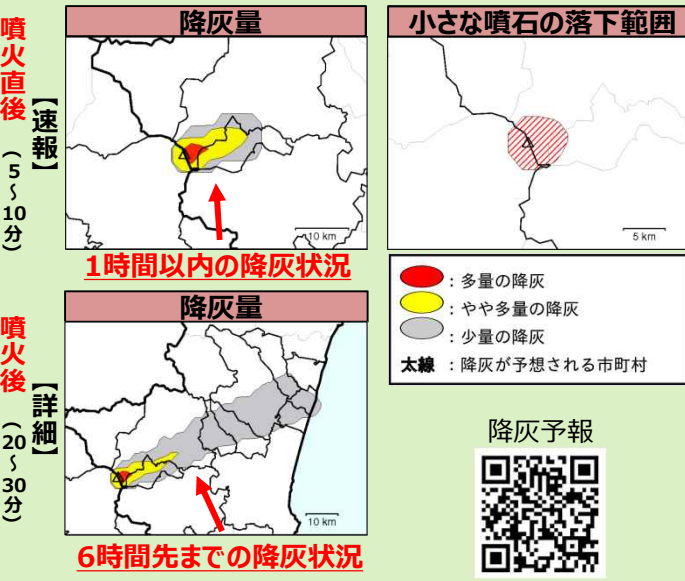 降灰量
小さな噴石の落下範囲
噴火直後
【速報】
(5~10分)
10 km
5 km
1時間以内の降灰状況
：多量の降灰
：やや多量の降灰
：少量の降灰
太線：降灰が予想される市町村
降灰量
噴火後
【詳細】
(20~30分)
10 km
6時間先までの降灰状況
降灰予報